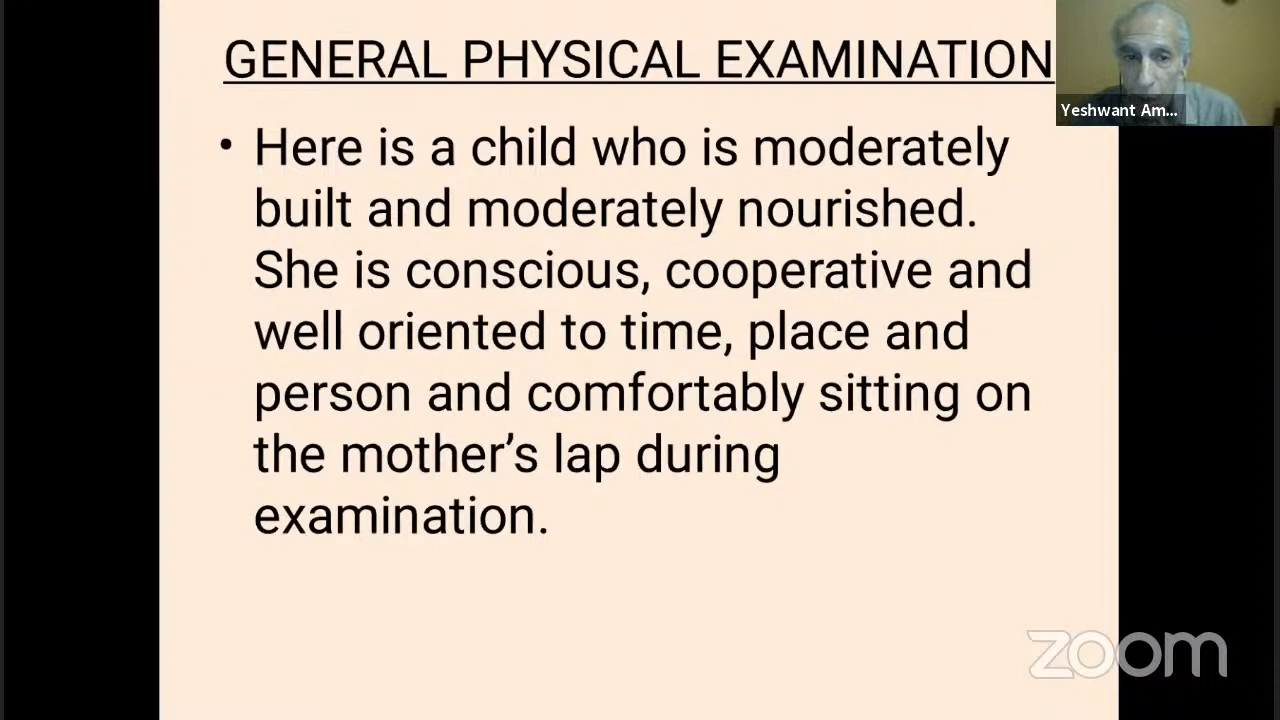 GENERAL PHYSICAL EXAMINATION
Yeshwant Am...
• Here is a child who is moderately
built and moderately nourished.
She is conscious, cooperative and
well oriented to time, place and
person and comfortably sitting on
the mother’s lap during
examination.
zoom